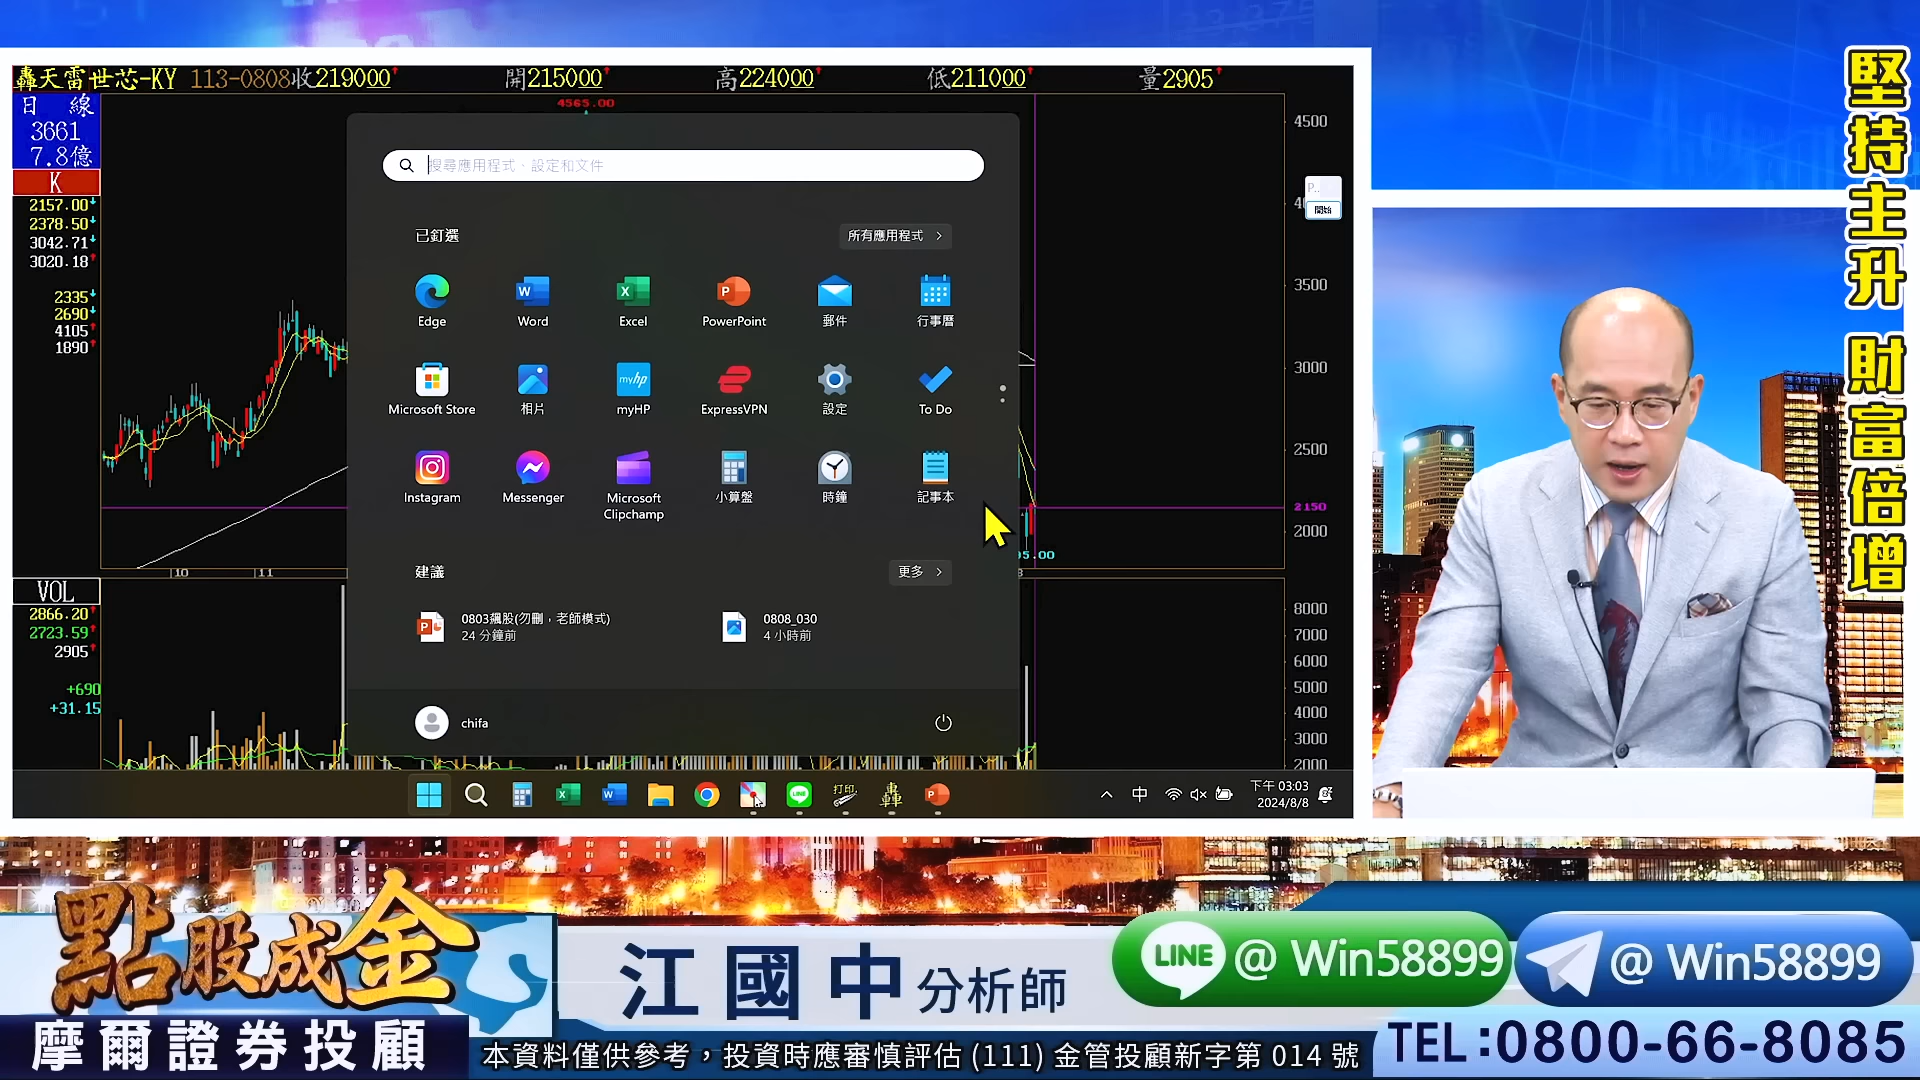 轟天雷世芯-KY 113-0808收219000 開215000 高224000 低211000 量2905
日 線
3661
7.8億
K
2157.00
2378.50
3042.71
3020.18
2335
2690
4105
1890
4565.00
搜尋應用程式、設定和文件
已釘選
所有應用程式
Edge
Word
Excel
PowerPoint
郵件
行事曆
Microsoft Store
相片
myHP
ExpressVPN
設定
To Do
Instagram
Messenger
Microsoft Clipchamp
小算盤
時鐘
記事本
建議
更多
0803飆股(勿刪，老師模式)
24 分鐘前
0808_030
4 小時前
chifa
4500
P..
開始
3500
3000
2500
2150
2000
5.00
10
11
VOL
2866.20
2723.59
2905
+690
+31.15
8000
7000
6000
5000
4000
3000
2000
打印
轟
中
下午 03:03
2024/8/8
堅持主升 財富倍增
點股成金
摩爾證券投顧
江國中 分析師
LINE @ Win58899
@ Win58899
TEL:0800-66-8085
本資料僅供參考，投資時應審慎評估 (111) 金管投顧新字第 014 號